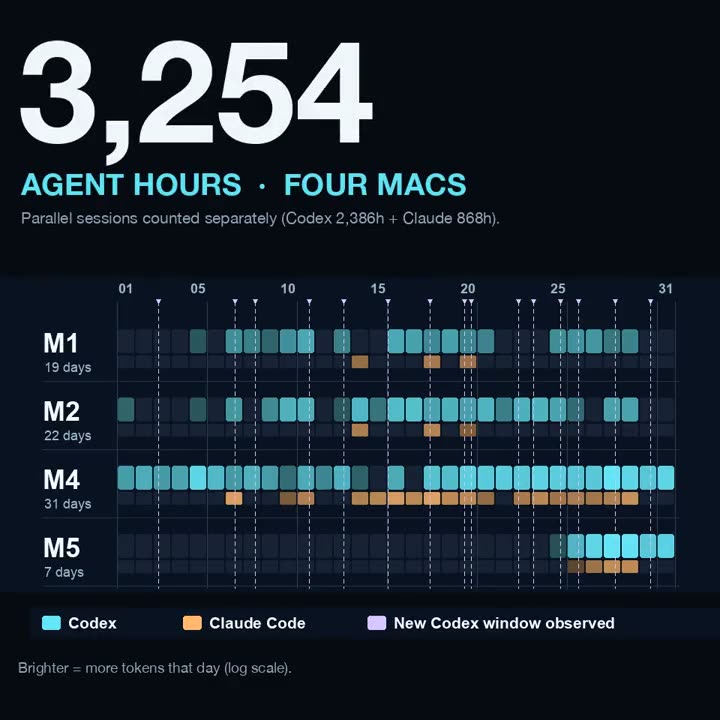 3,254
AGENT HOURS · FOUR MACS
Parallel sessions counted separately (Codex 2,386h + Claude 868h).
01 05 10 15 20 25 31
M1
19 days
M2
22 days
M4
31 days
M5
7 days
Codex Claude Code New Codex window observed
Brighter = more tokens that day (log scale).